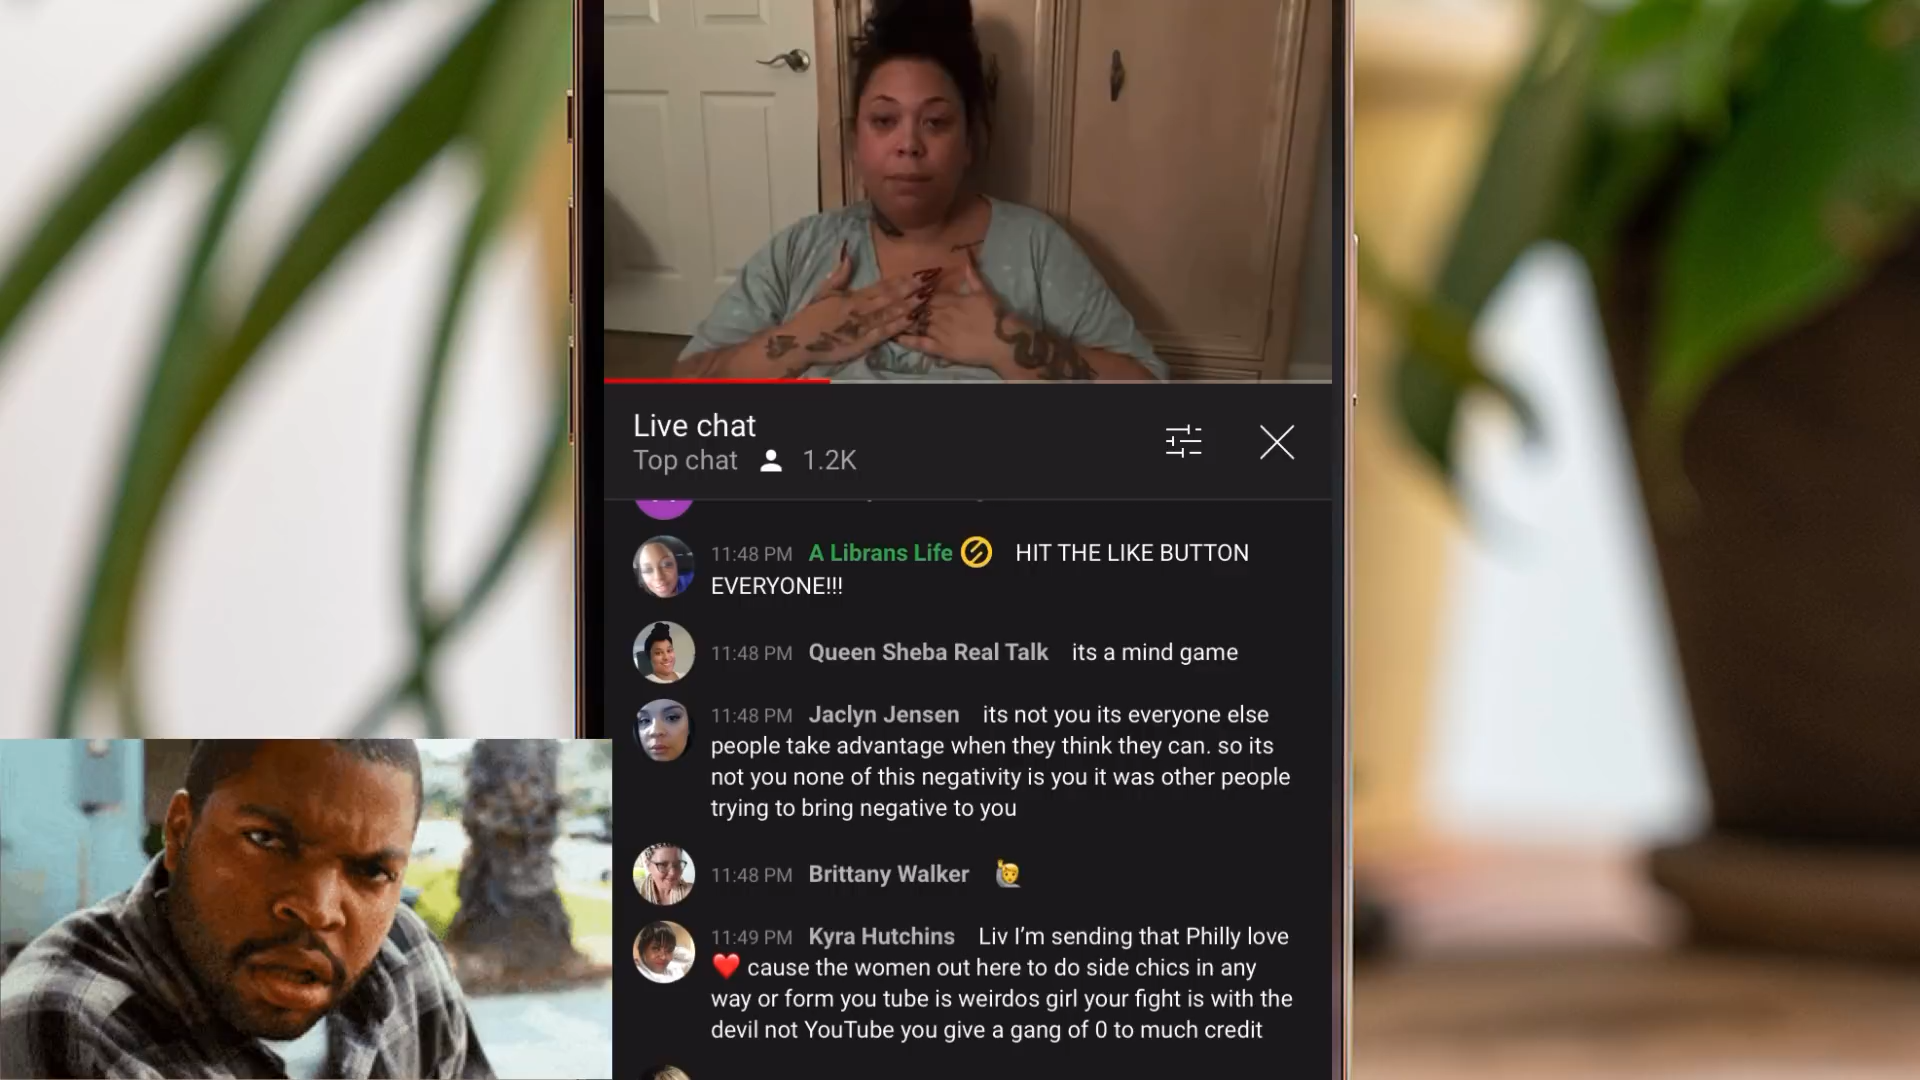 Live chat
Top chat 1.2K
11:48 PM A Librans Life HIT THE LIKE BUTTON
EVERYONE!!!
11:48 PM Queen Sheba Real Talk its a mind game
11:48 PM Jaclyn Jensen its not you its everyone else
people take advantage when they think they can. so its
not you none of this negativity is you it was other people
trying to bring negative to you
11:48 PM Brittany Walker 🙋
11:49 PM Kyra Hutchins Liv I’m sending that Philly love
❤️ cause the women out here to do side chics in any
way or form you tube is weirdos girl your fight is with the
devil not YouTube you give a gang of 0 to much credit